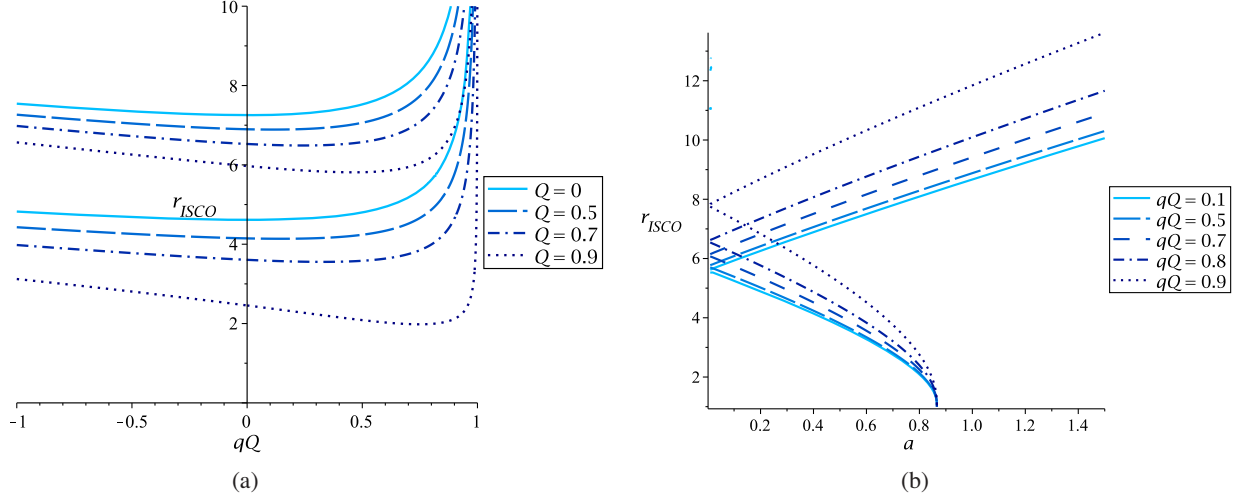 10
8
6
r_ISCO
4
2
−1
−0.5
0
0.5
1
qQ
Q = 0
Q = 0.5
Q = 0.7
Q = 0.9
(a)
12
10
r_ISCO
8
6
4
2
0.2
0.4
0.6
0.8
1.0
1.2
1.4
a
qQ = 0.1
qQ = 0.5
qQ = 0.7
qQ = 0.8
qQ = 0.9
(b)